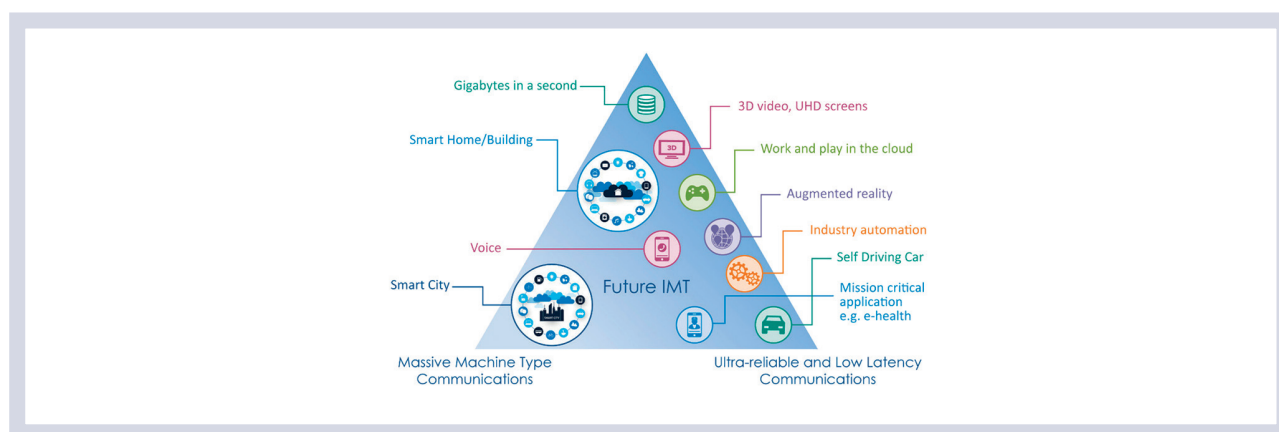 Gigabytes in a second
3D video, UHD screens
3D
Smart Home/Building
Work and play in the cloud
Augmented reality
Voice
Industry automation
Self Driving Car
Smart City
Future IMT
Mission critical
application
e.g. e-health
Massive Machine Type
Communications
Ultra-reliable and Low Latency
Communications